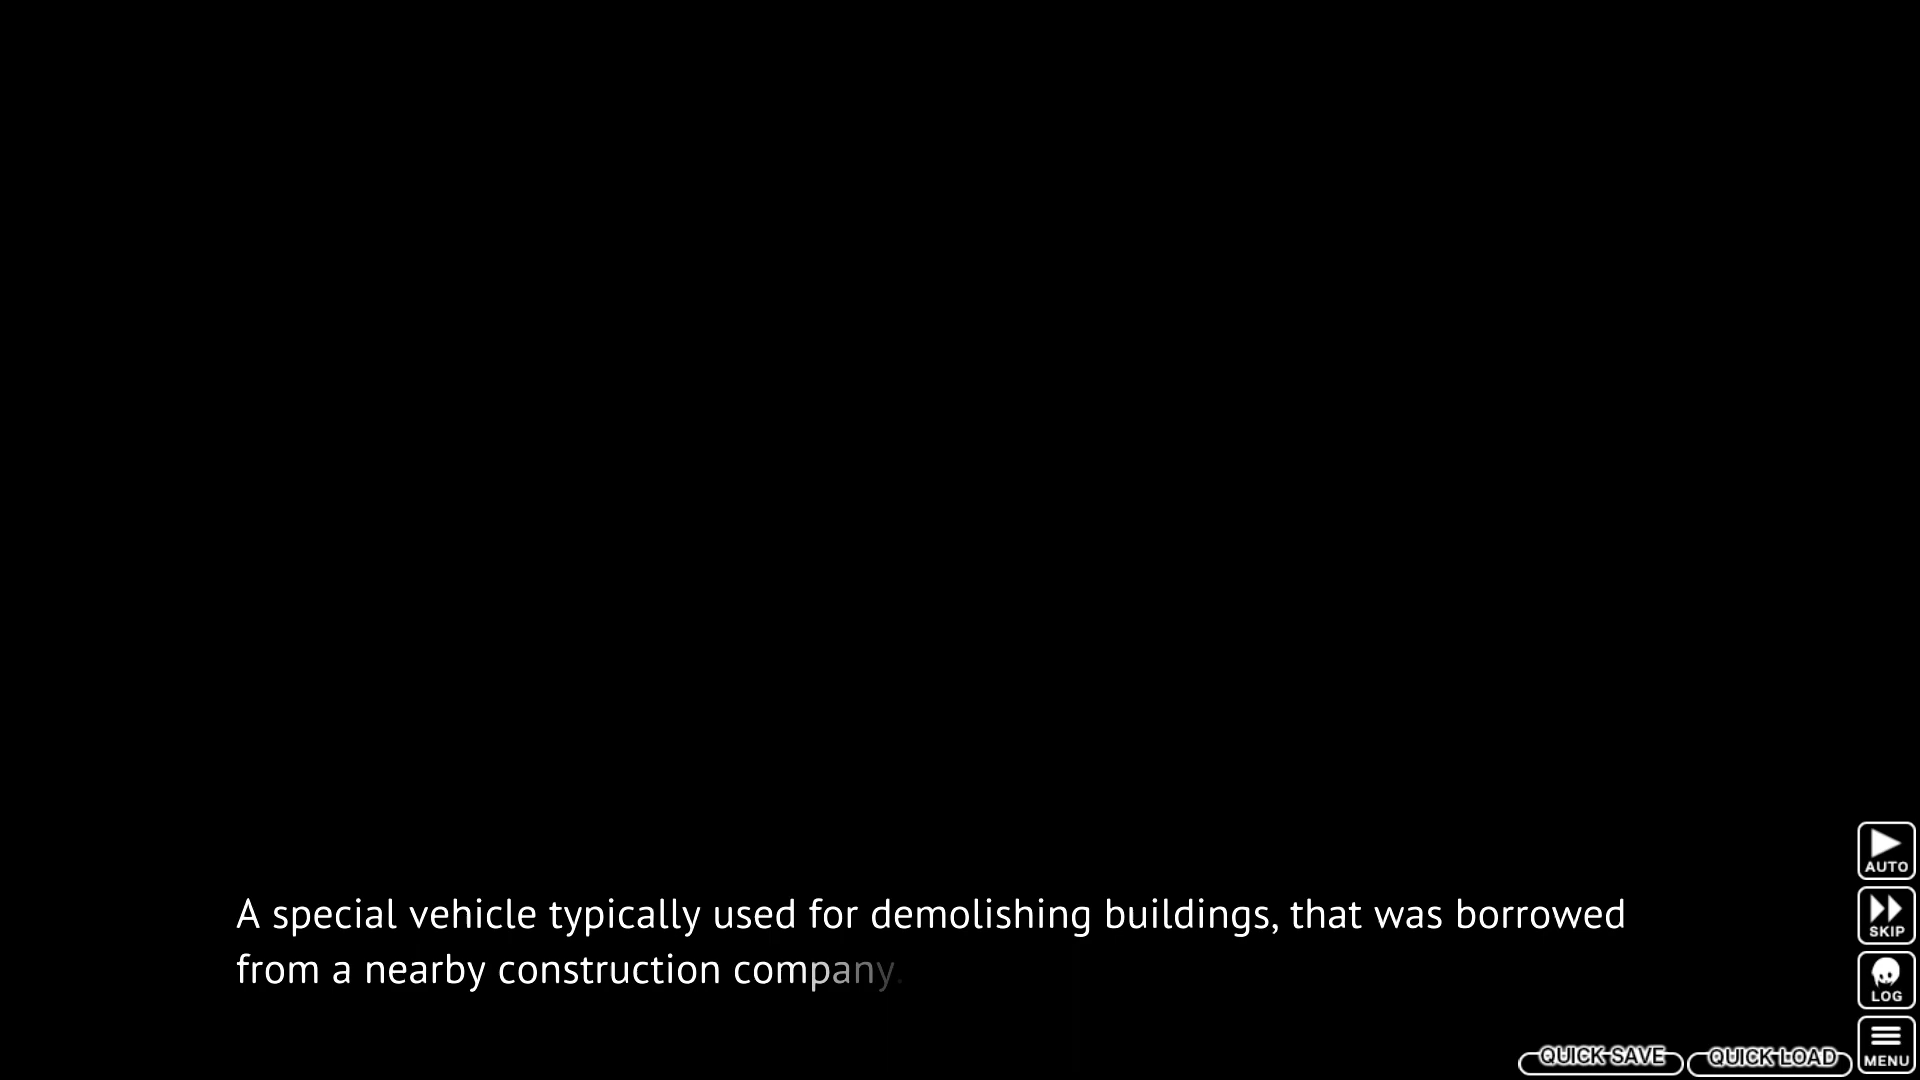 A special vehicle typically used for demolishing buildings, that was borrowed
from a nearby construction company.
AUTO
SKIP
LOG
MENU
QUICK SAVE
QUICK LOAD